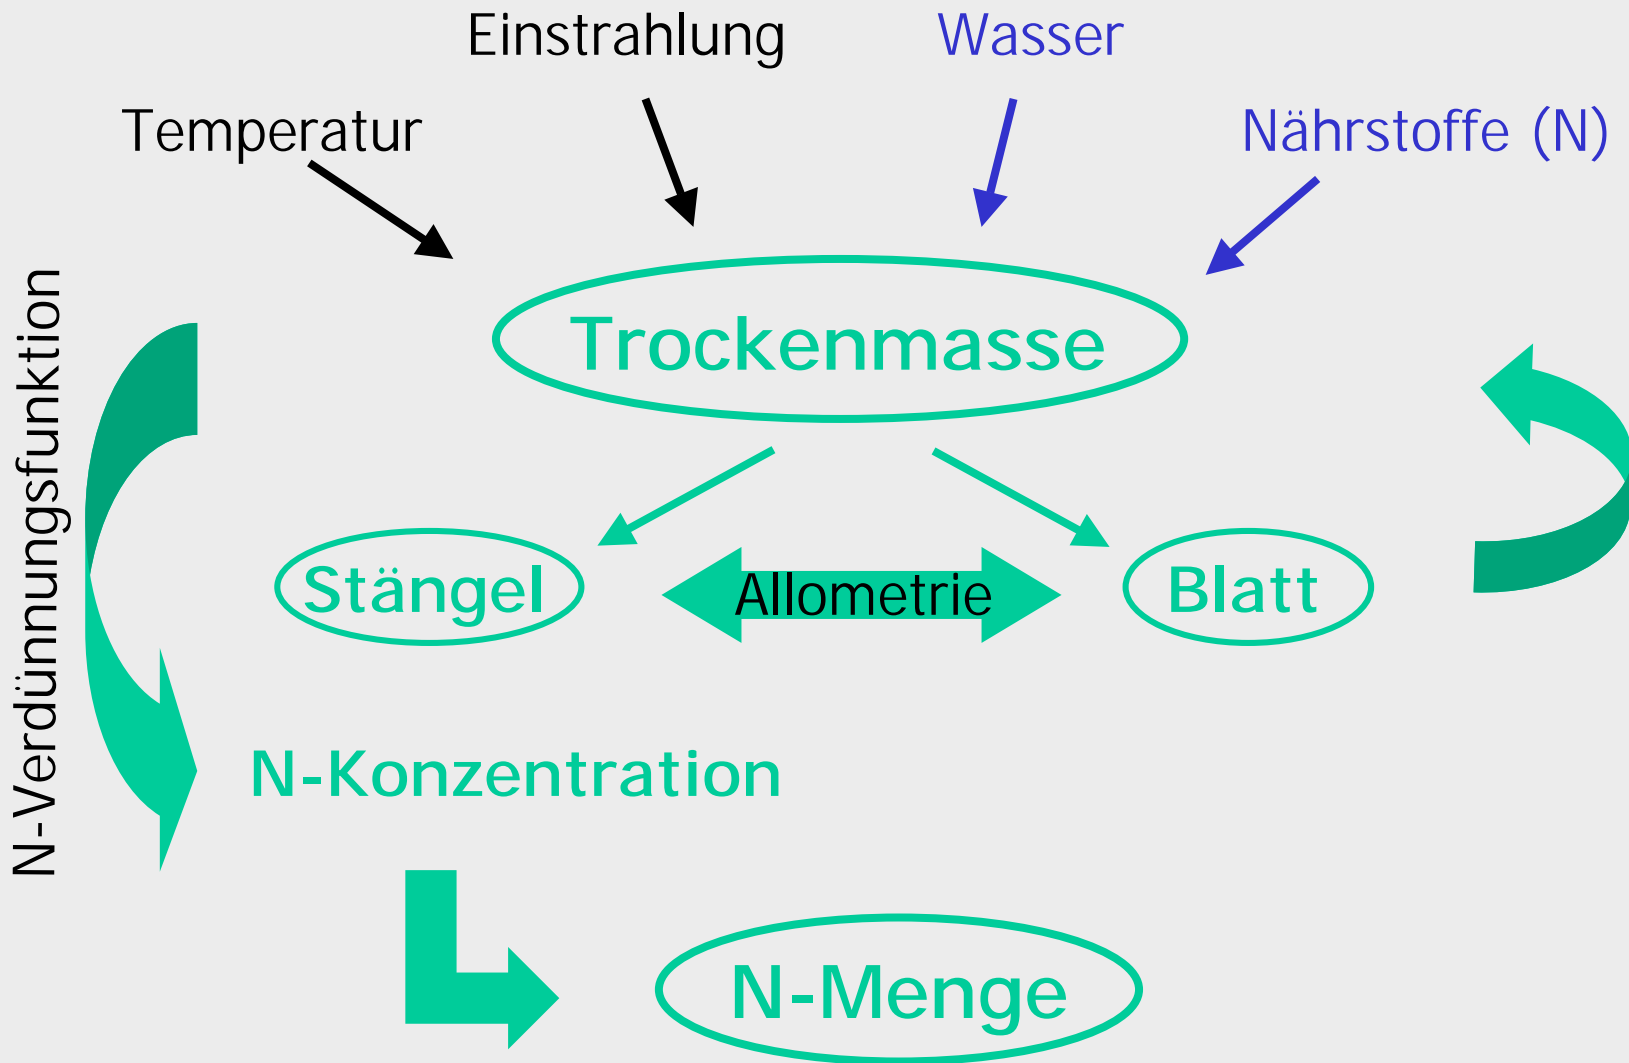 Einstrahlung
Wasser
Temperatur
Nährstoffe (N)
Trockenmasse
N-Verdünnungsfunktion
Stängel
Allometrie
Blatt
N-Konzentration
N-Menge